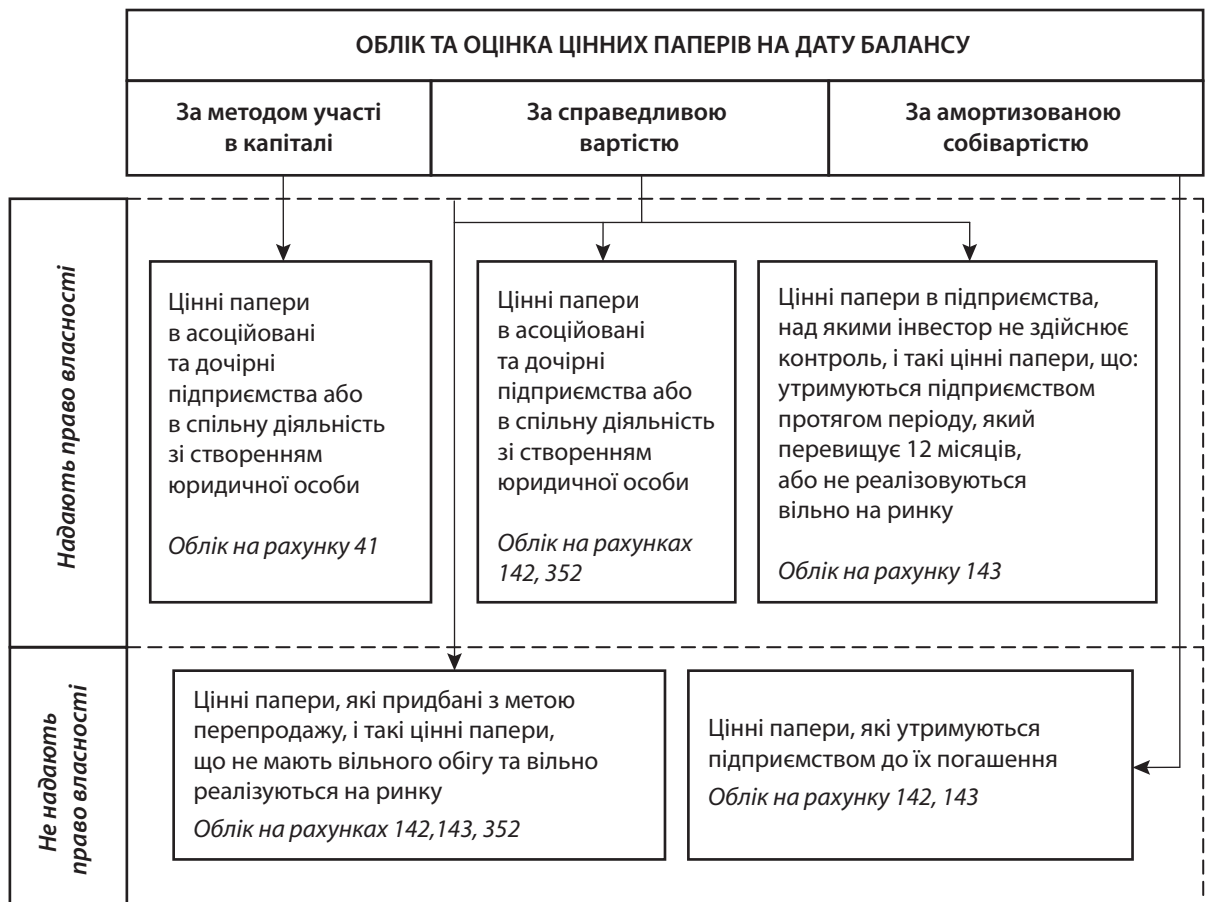 ОБЛІК ТА ОЦІНКА ЦІННИХ ПАПЕРІВ НА ДАТУ БАЛАНСУ
За методом участі
в капіталі
За справедливою
вартістю
За амортизованою
собівартістю
Надають право власності
Цінні папери
в асоційовані
та дочірні
підприємства або
в спільну діяльність
зі створенням
юридичної особи
Облік на рахунку 41
Цінні папери
в асоційовані
та дочірні
підприємства або
в спільну діяльність
зі створенням
юридичної особи
Облік на рахунках
142, 352
Цінні папери в підприємства,
над якими інвестор не здійснює
контроль, і такі цінні папери, що:
утримуються підприємством
протягом періоду, який
перевищує 12 місяців,
або не реалізовуються
вільно на ринку
Облік на рахунку 143
Не надають
право власності
Цінні папери, які придбані з метою
перепродажу, і такі цінні папери,
що не мають вільного обігу та вільно
реалізуються на ринку
Облік на рахунках 142,143, 352
Цінні папери, які утримуються
підприємством до їх погашення
Облік на рахунку 142, 143